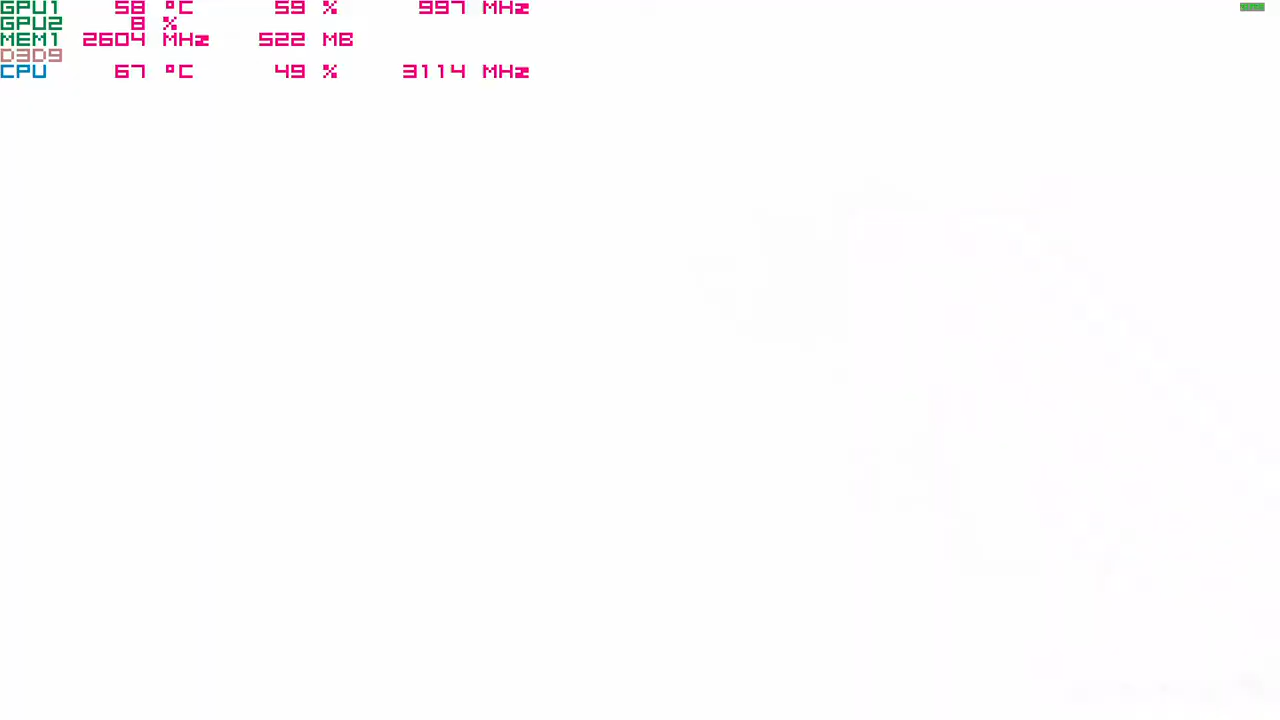 GPU1 58 °C 59 % 997 MHz
GPU2 8 %
MEM1 2604 MHz 522 MB
D3D9
CPU 67 °C 49 % 3114 MHz